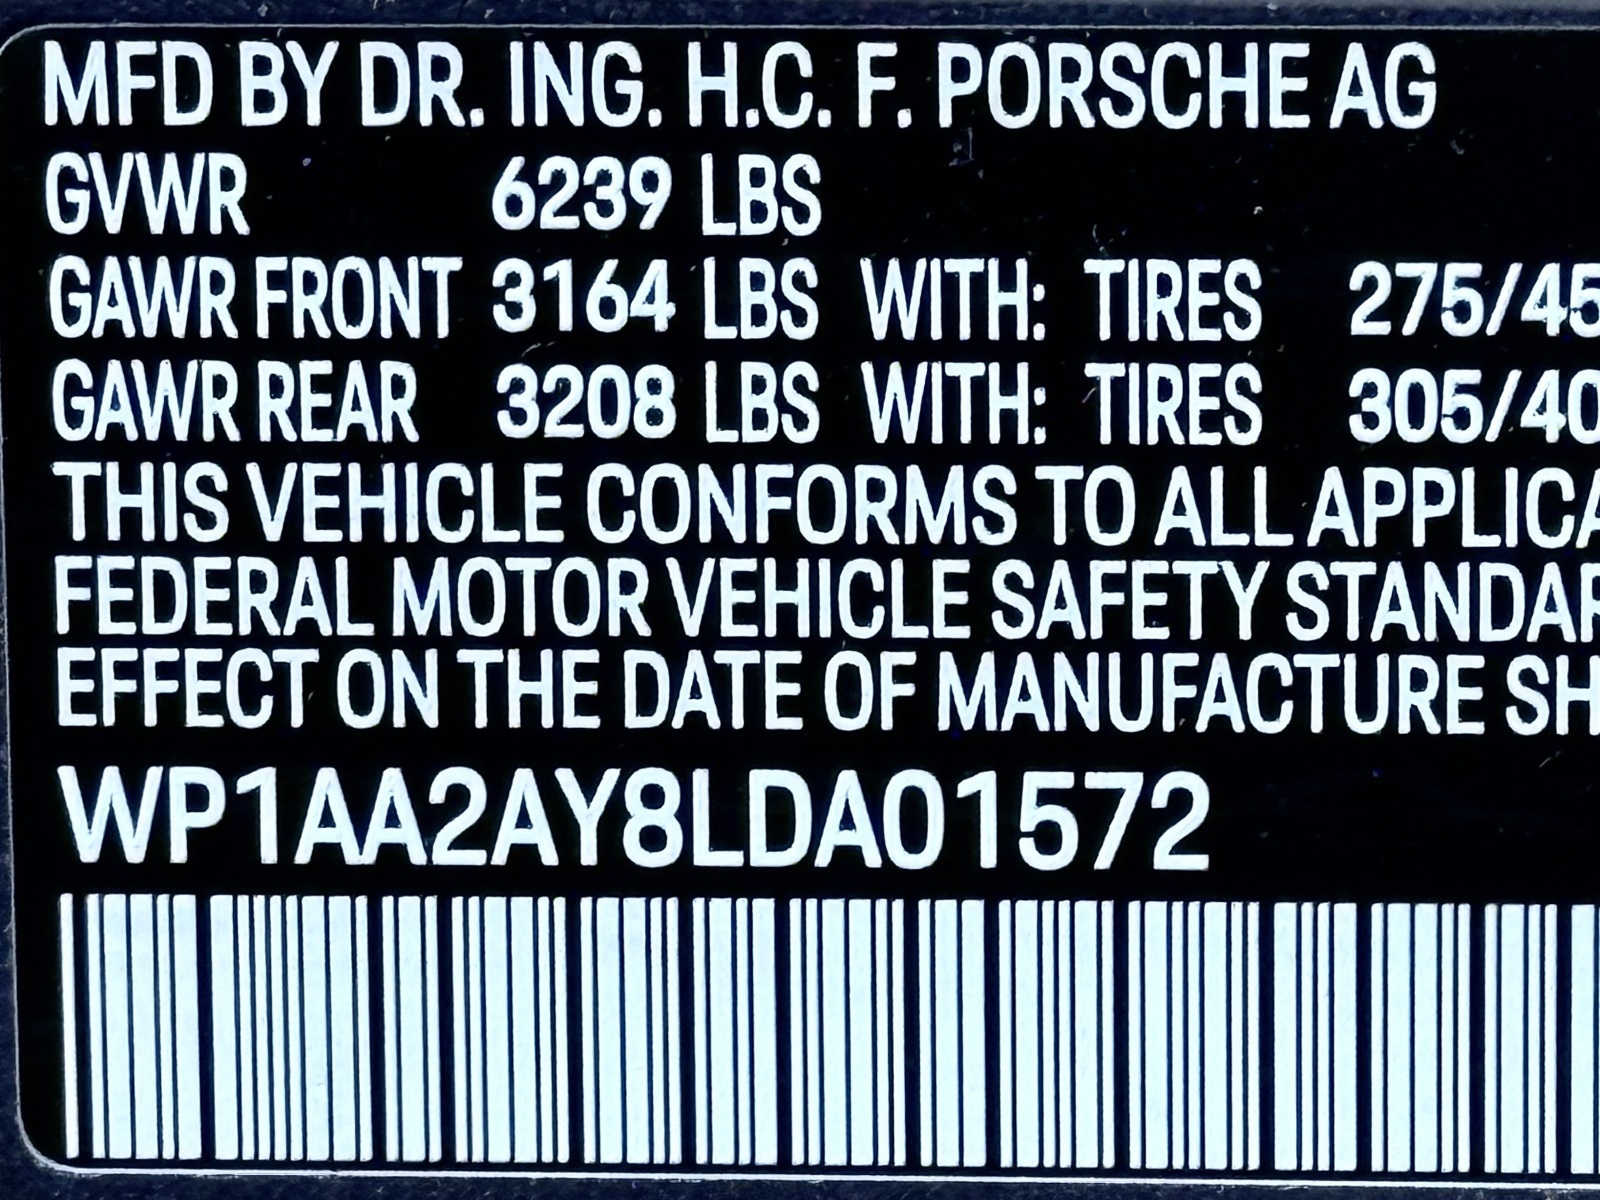 MFD BY DR. ING. H.C. F. PORSCHE AG
GVWR 6239 LBS
GAWR FRONT 3164 LBS WITH: TIRES 275/45
GAWR REAR 3208 LBS WITH: TIRES 305/40
THIS VEHICLE CONFORMS TO ALL APPLICA
FEDERAL MOTOR VEHICLE SAFETY STANDAR
EFFECT ON THE DATE OF MANUFACTURE SH
WP1AA2AY8LDA01572